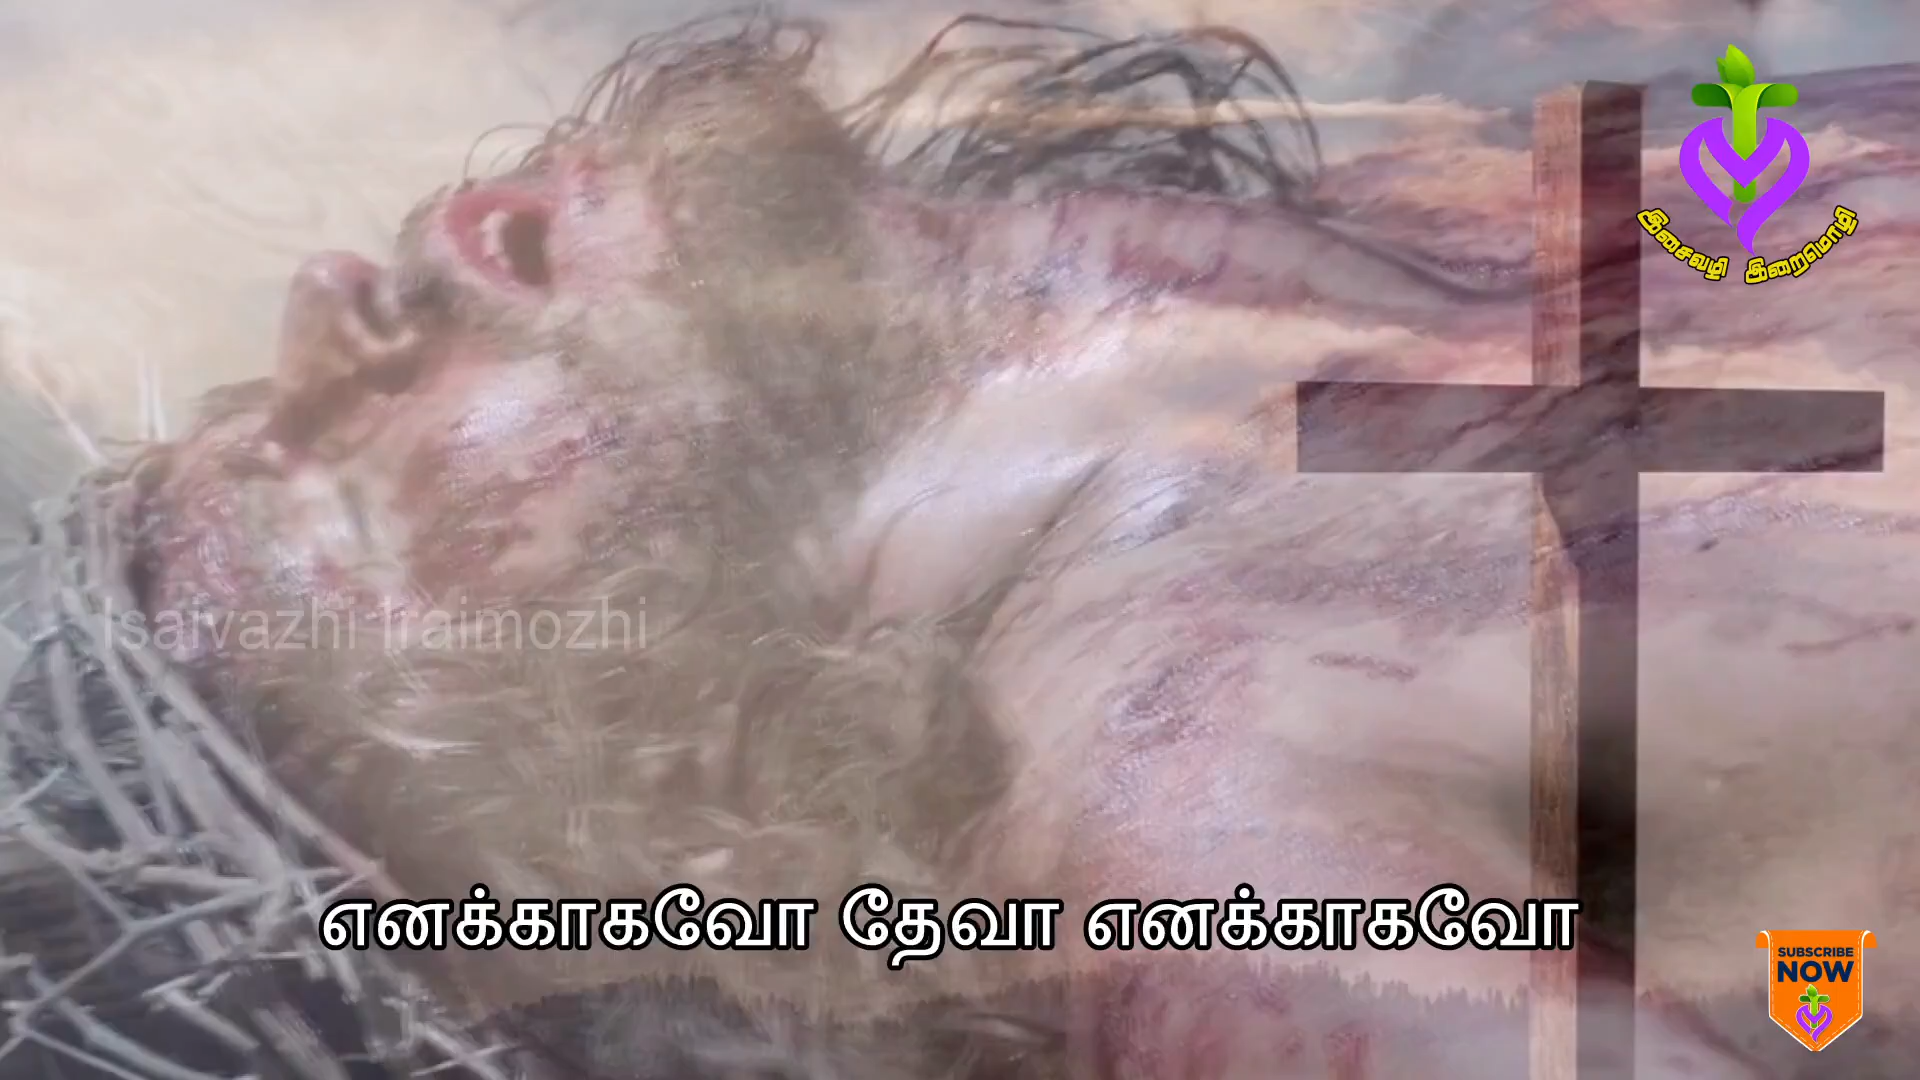 இசைவழி இறைமொழி
Isaivazhi Iraimozhi
எனக்காகவோ தேவா எனக்காகவோ
SUBSCRIBE
NOW